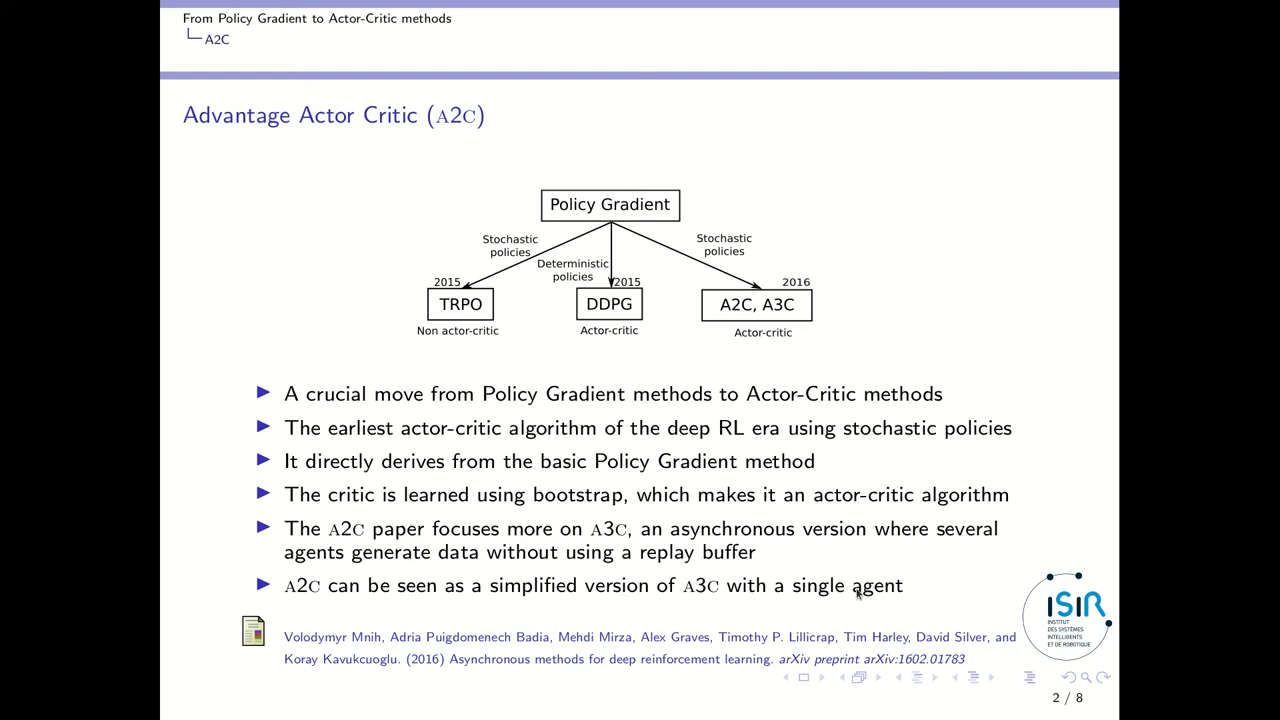 From Policy Gradient to Actor-Critic methods
A2C
Advantage Actor Critic (A2C)
Policy Gradient
Stochastic
policies
Stochastic
policies
Deterministic
policies
2015
2015
2016
TRPO
DDPG
A2C, A3C
Non actor-critic
Actor-critic
Actor-critic
A crucial move from Policy Gradient methods to Actor-Critic methods
The earliest actor-critic algorithm of the deep RL era using stochastic policies
It directly derives from the basic Policy Gradient method
The critic is learned using bootstrap, which makes it an actor-critic algorithm
The A2C paper focuses more on A3C, an asynchronous version where several
agents generate data without using a replay buffer
A2C can be seen as a simplified version of A3C with a single agent
Volodymyr Mnih, Adria Puigdomenech Badia, Mehdi Mirza, Alex Graves, Timothy P. Lillicrap, Tim Harley, David Silver, and
Koray Kavukcuoglu. (2016) Asynchronous methods for deep reinforcement learning. arXiv preprint arXiv:1602.01783
ISIR
INSTITUT
DES SYSTÈMES
INTELLIGENTS
ET DE ROBOTIQUE
2 / 8